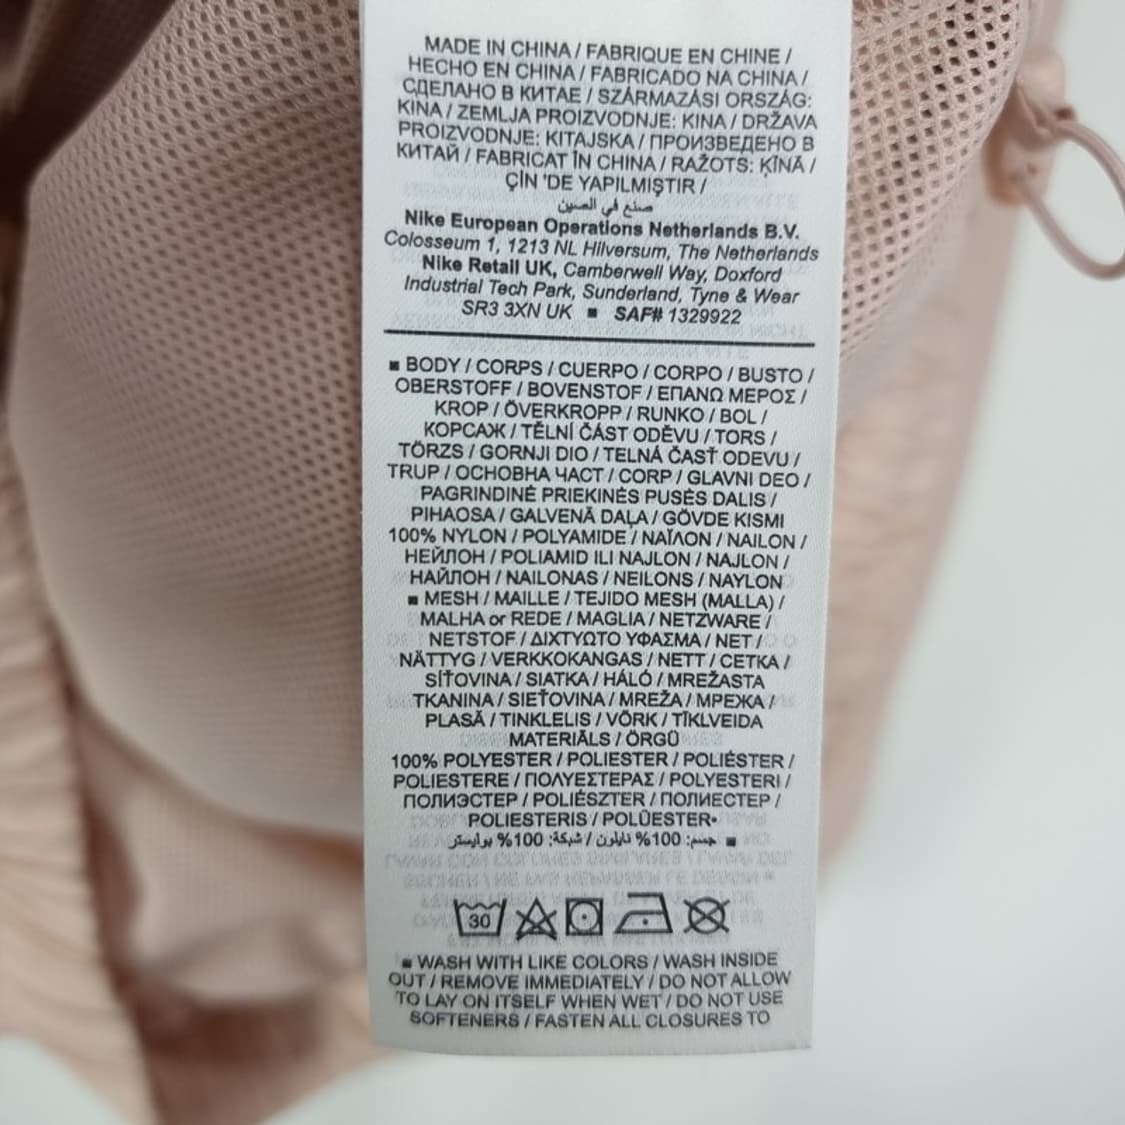 MADE IN CHINA / FABRIQUE EN CHINE /
HECHO EN CHINA / FABRICADO NA CHINA /
СДЕЛАНО В КИТАЕ / SZÁRMAZÁSI ORSZÁG:
KÍNA / ZEMLJA PROIZVODNJE: KINA / DRŽAVA
PROIZVODNJE: KITAJSKA / ПРОИЗВЕДЕНО В
КИТАЙ / FABRICAT ÎN CHINA / RAŽOTS: ĶĪNĀ /
ÇİN 'DE YAPILMIŞTIR /
صنع في الصين
Nike European Operations Netherlands B.V.
Colosseum 1, 1213 NL Hilversum, The Netherlands
Nike Retail UK, Camberwell Way, Doxford
Industrial Tech Park, Sunderland, Tyne & Wear
SR3 3XN UK ▪ SAF# 1329922
▪ BODY / CORPS / CUERPO / CORPO / BUSTO /
OBERSTOFF / BOVENSTOF / ΕΠΑΝΩ ΜΕΡΟΣ /
KROP / ÖVERKROPP / RUNKO / BOL /
КОРСАЖ / TĚLNÍ ČÁST ODĚVU / TORS /
TÖRZS / GORNJI DIO / TELNÁ ČASŤ ODEVU /
TRUP / ОСНОВНА ЧАСТ / CORP / GLAVNI DEO /
PAGRINDINĖ PRIEKINĖS PUSĖS DALIS /
PIHAOSA / GALVENĀ DAĻA / GÖVDE KISMI
100% NYLON / POLYAMIDE / ΝΑΪΛΟΝ / NAILON /
НЕЙЛОН / POLIAMID ILI NAJLON / NAJLON /
НАЙЛОН / NAILONAS / NEILONS / NAYLON
▪ MESH / MAILLE / TEJIDO MESH (MALLA) /
MALHA or REDE / MAGLIA / NETZWARE /
NETSTOF / ΔΙΧΤΥΩΤΟ ΥΦΑΣΜΑ / NET /
NÄTTYG / VERKKOKANGAS / NETT / СЕТКА /
SÍŤOVINA / SIATKA / HÁLÓ / MREŽASTA
TKANINA / SIEŤOVINA / MREŽA / МРЕЖА /
PLASĂ / TINKLELIS / VÕRK / TĪKLVEIDA
MATERIĀLS / ÖRGÜ
100% POLYESTER / POLIESTER / POLIÉSTER /
POLIESTERE / ΠΟΛΥΕΣΤΕΡΑΣ / POLYESTERI /
ПОЛИЭСТЕР / POLIÉSZTER / ПОЛИЕСТЕР /
POLIESTERIS / POLÜESTER▪
▪ جسم: 100% نايلون / شبكة: 100% بوليستر
30
▪ WASH WITH LIKE COLORS / WASH INSIDE
OUT / REMOVE IMMEDIATELY / DO NOT ALLOW
TO LAY ON ITSELF WHEN WET / DO NOT USE
SOFTENERS / FASTEN ALL CLOSURES TO